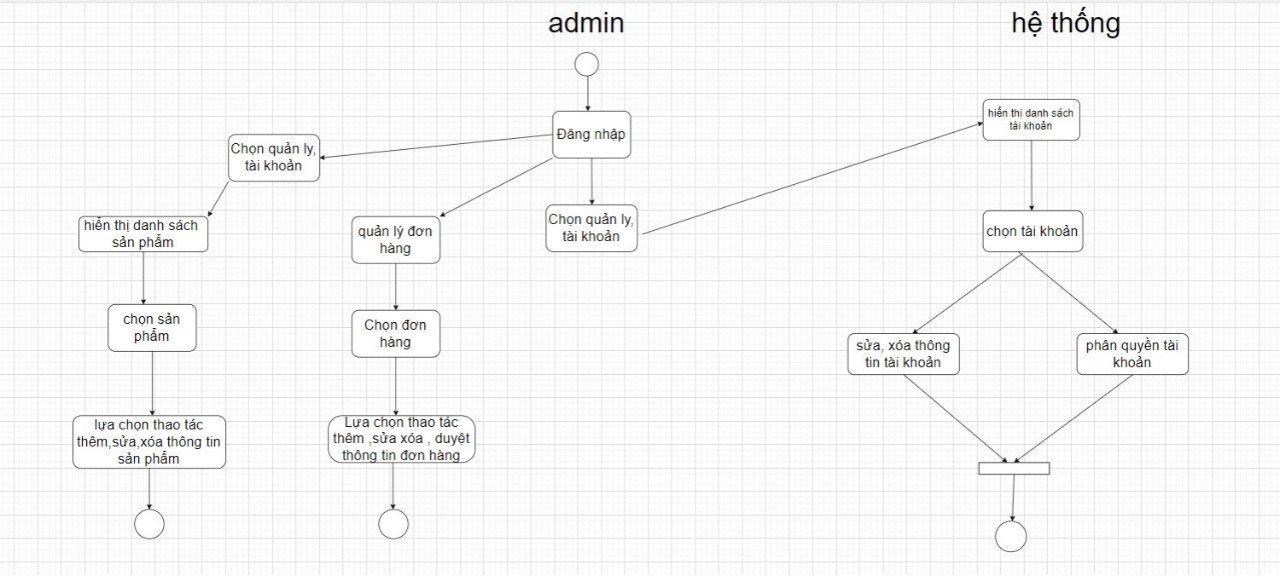 admin
hệ thống
Đăng nhập
Chọn quản ly,
tài khoản
hiển thị danh sách
sản phẩm
chọn sản
phẩm
lựa chọn thao tác
thêm,sửa,xóa thông tin
sản phẩm
quản lý đơn
hàng
Chọn đơn
hàng
Lựa chọn thao tác
thêm ,sửa xóa , duyệt
thông tin đơn hàng
Chọn quản ly,
tài khoản
hiển thị danh sách
tài khoản
chọn tài khoản
sửa, xóa thông
tin tài khoản
phân quyền tài
khoản